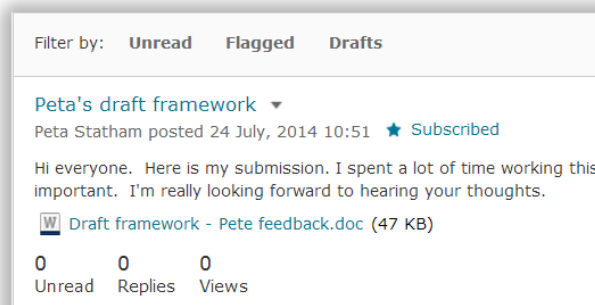 Filter by: Unread Flagged Drafts
Peta's draft framework
Peta Statham posted 24 July, 2014 10:51 Subscribed
Hi everyone. Here is my submission. I spent a lot of time working this
important. I'm really looking forward to hearing your thoughts.
W Draft framework - Pete feedback.doc (47 KB)
0 0 0
Unread Replies Views